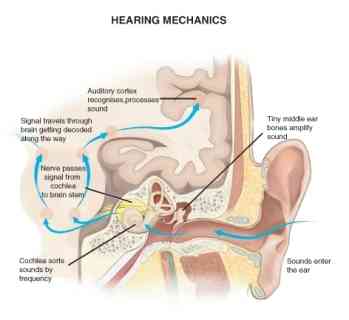 HEARING MECHANICS
Auditory cortex
recognises,processes
sound
Signal travels through
brain getting decoded
along the way
Tiny middle ear
bones amplify
sound
Nerve passes
signal from
cochlea
to brain stem
Cochlea sorts
sounds by
frequency
Sounds enter
the ear